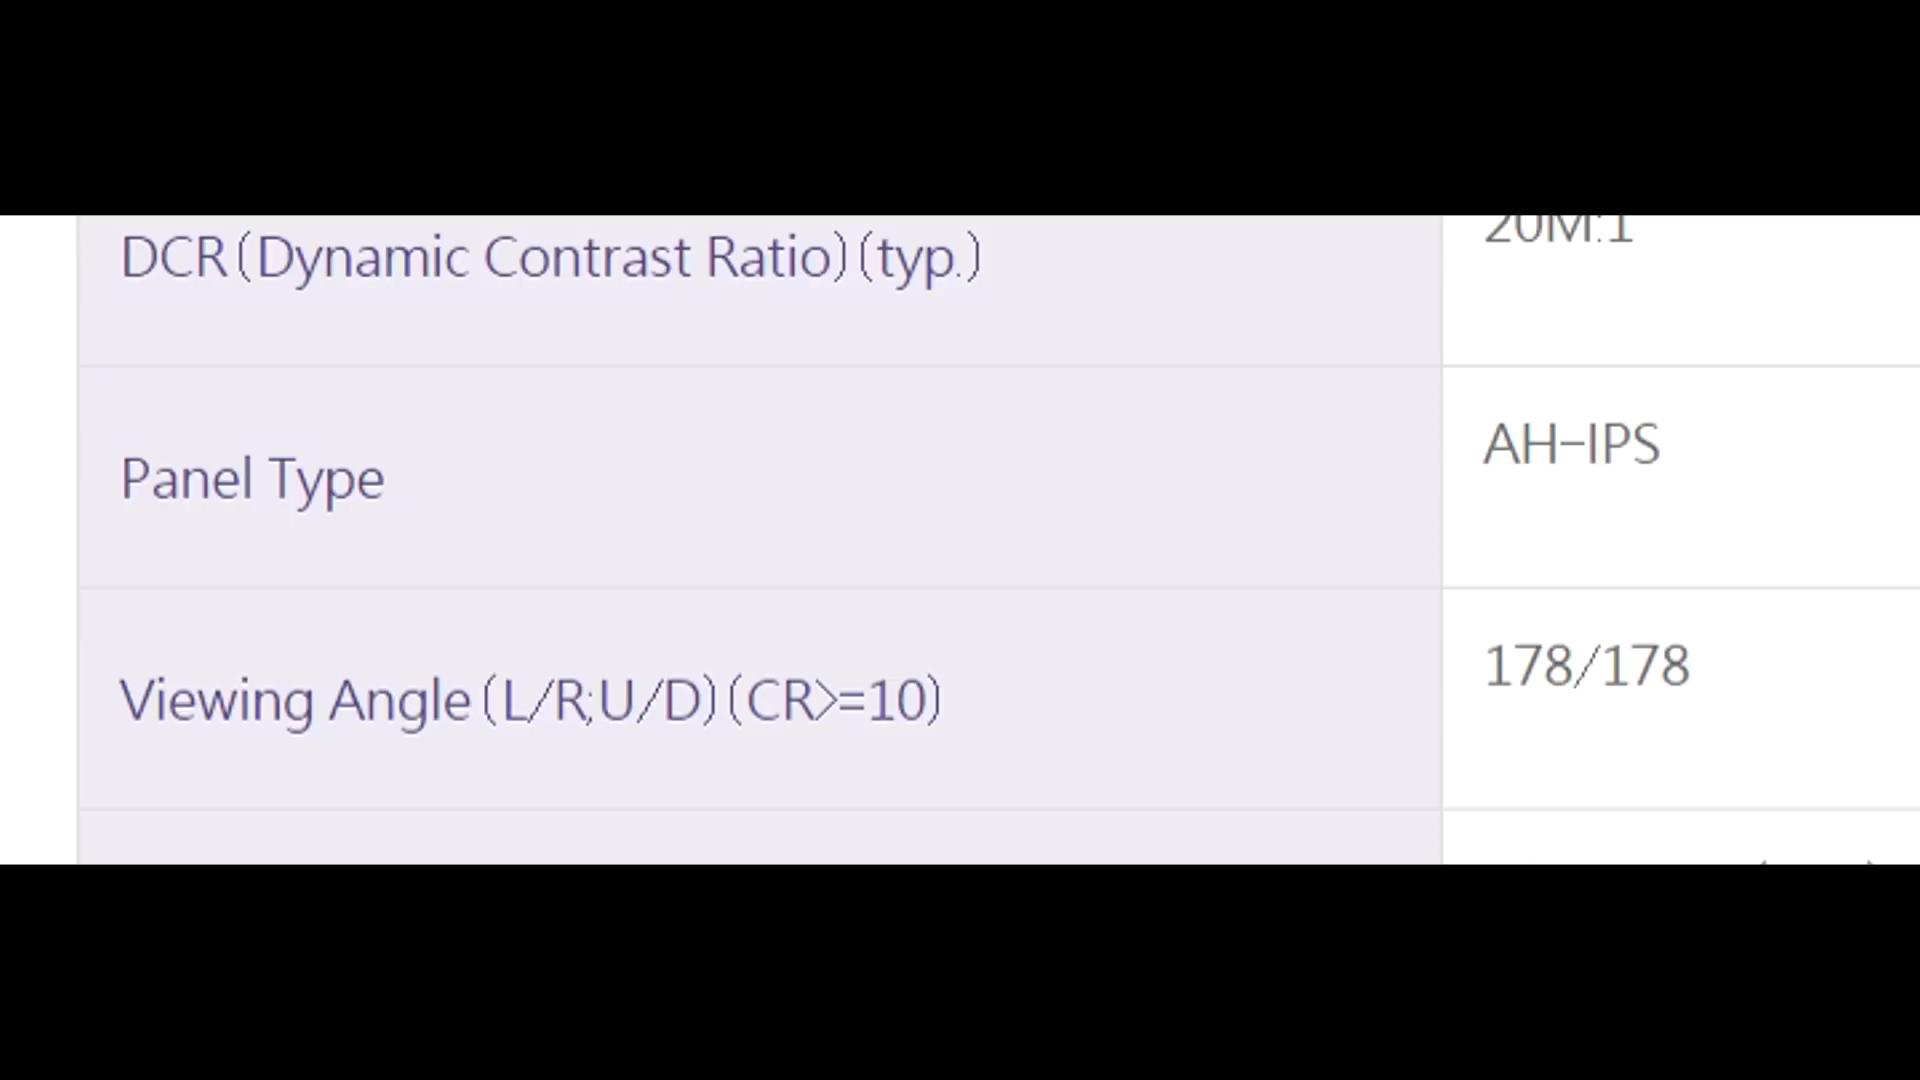 DCR(Dynamic Contrast Ratio)(typ.)
20M:1
Panel Type
AH-IPS
Viewing Angle(L/R;U/D)(CR>=10)
178/178